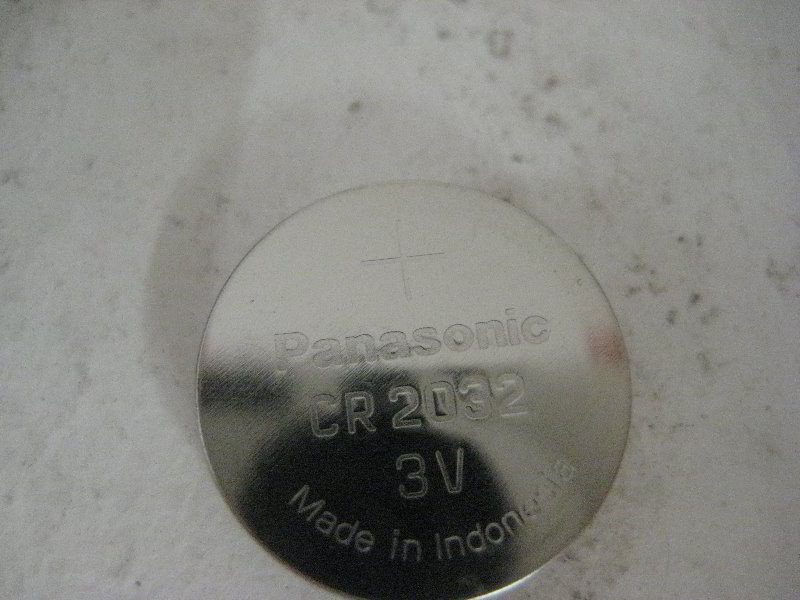 +
Panasonic
CR 2032
3V
Made in Indonesia